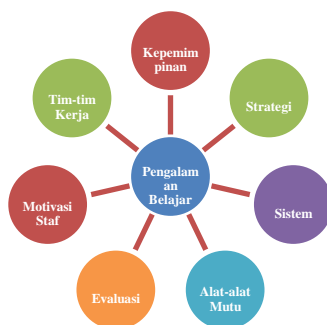 Kepemim
pinan
Strategi
Sistem
Alat-alat
Mutu
Evaluasi
Motivasi
Staf
Tim-tim
Kerja
Pengalam
an
Belajar